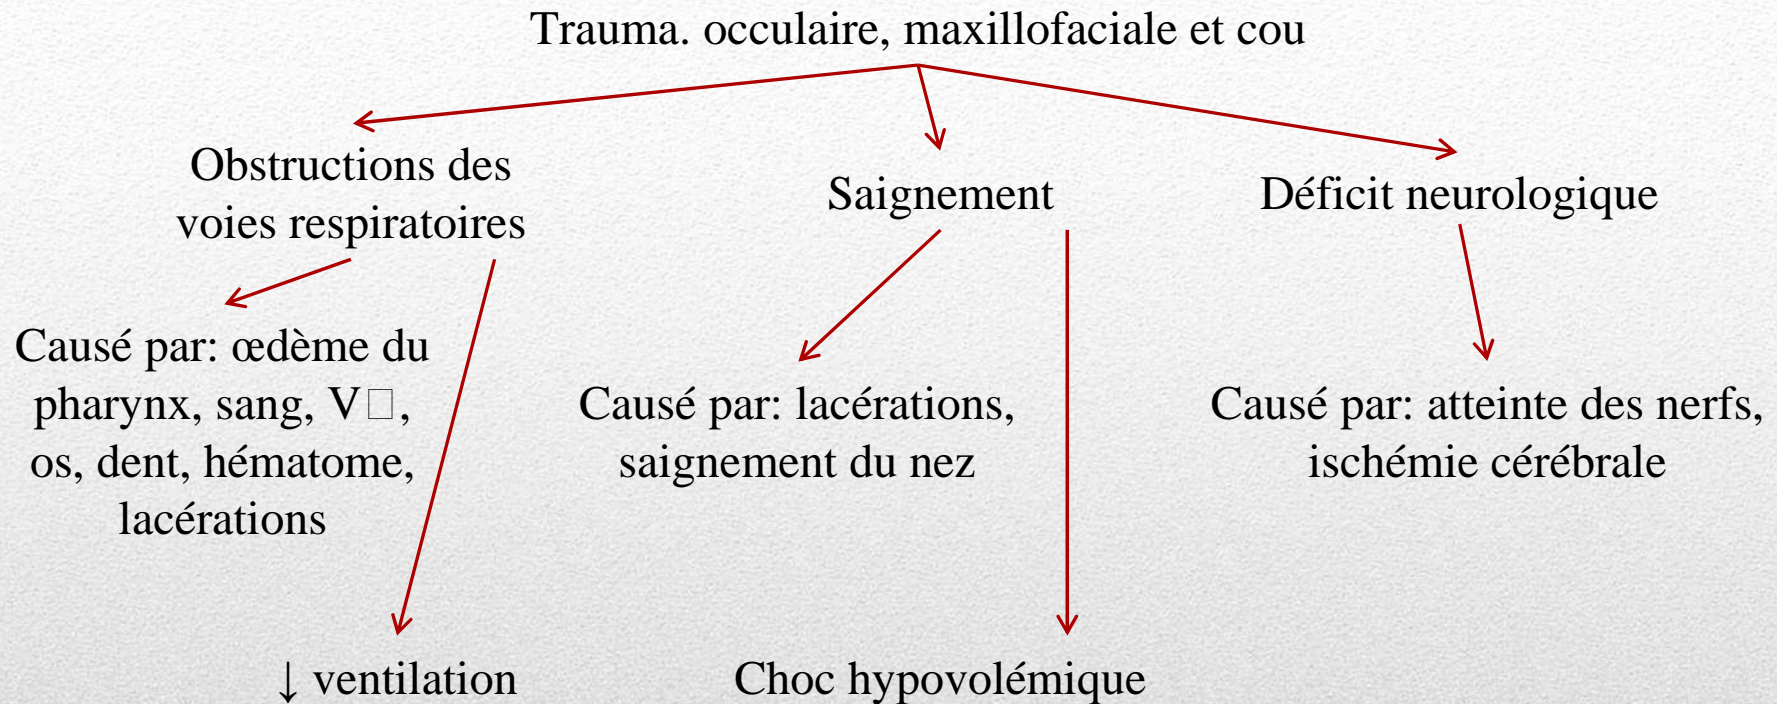 Trauma. occulaire, maxillofaciale et cou
Obstructions des
voies respiratoires
Saignement
Déficit neurologique
Causé par: œdème du
pharynx, sang, V□,
os, dent, hématome,
lacérations
Causé par: lacérations,
saignement du nez
Causé par: atteinte des nerfs,
ischémie cérébrale
↓ ventilation
Choc hypovolémique